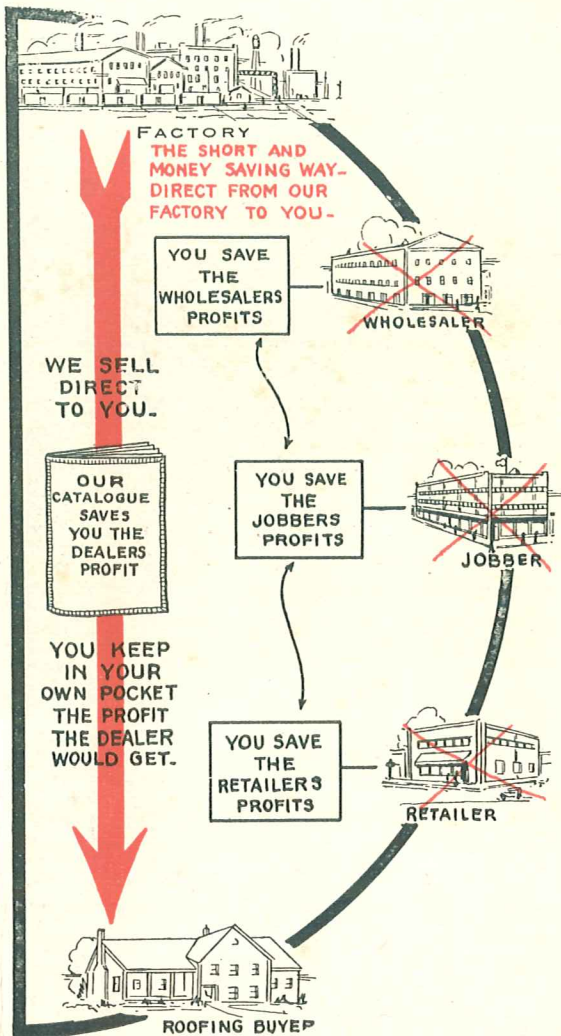 FACTORY
THE SHORT AND
MONEY SAVING WAY-
DIRECT FROM OUR
FACTORY TO YOU-
YOU SAVE
THE
WHOLESALERS
PROFITS
WHOLESALER
WE SELL
DIRECT
TO YOU-
OUR
CATALOGUE
SAVES
YOU THE
DEALERS
PROFIT
YOU SAVE
THE
JOBBERS
PROFITS
JOBBER
YOU KEEP
IN YOUR
OWN POCKET
THE PROFIT
THE DEALER
WOULD GET-
YOU SAVE
THE
RETAILERS
PROFITS
RETAILER
ROOFING BUYER